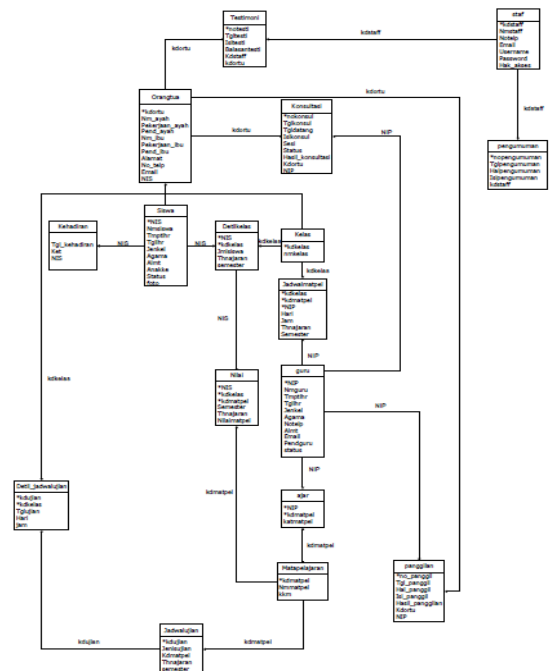 Testimoni
*notesti
Tgltesti
Isitesti
Balasantesti
Kdstaff
kdortu
staf
*kdstaff
Nmstaff
Notelp
Email
Username
Password
Hak_akses
kdstaff
kdortu
kdstaff
Orangtua
*kdortu
Nm_ayah
Pekerjaan_ayah
Pend_ayah
Nm_ibu
Pekerjaan_ibu
Pend_ibu
Alamat
No_telp
Email
NIS
kdortu
kdortu
Konsultasi
*nokonsul
Tglkonsul
Tgldatang
Isikonsul
Sesi
Status
Hasil_konsultasi
Kdortu
NIP
NIP
pengumuman
*nopengumuman
Tglpengumuman
Halpengumuman
Isipengumuman
kdstaff
Kehadiran
Tgl_kehadiran
Ket
NIS
NIS
Siswa
*NIS
Nmsiswa
Tmptlhr
Tgllhr
Jenkel
Agama
Almt
Anakke
Status
foto
NIS
Detilkelas
*NIS
*kdkelas
Jmlsiswa
Thnajaran
semester
kdkelas
Kelas
*kdkelas
nmkelas
kdkelas
Jadwalmatpel
*kdkelas
*kdmatpel
*NIP
Hari
Jam
Thnajaran
Semester
NIS
NIP
kdkelas
Nilai
*NIS
*kdkelas
*kdmatpel
Semester
Thnajaran
Nilaimatpel
guru
*NIP
Nmguru
Tmptlhr
Tgllhr
Jenkel
Agama
Notelp
Almt
Email
Pendguru
status
NIP
NIP
Detil_jadwalujian
*kdujian
*kdkelas
Tglujian
Hari
jam
kdmatpel
ajar
*NIP
*kdmatpel
katmatpel
kdmatpel
Matapelajaran
*kdmatpel
Nmmatpel
kkm
panggilan
*no_panggil
Tgl_panggil
Hal_panggil
Isi_panggil
Hasil_panggilan
Kdortu
NIP
kdujian
kdmatpel
Jadwalujian
*kdujian
Jenisujian
Kdmatpel
Thnajaran
semester